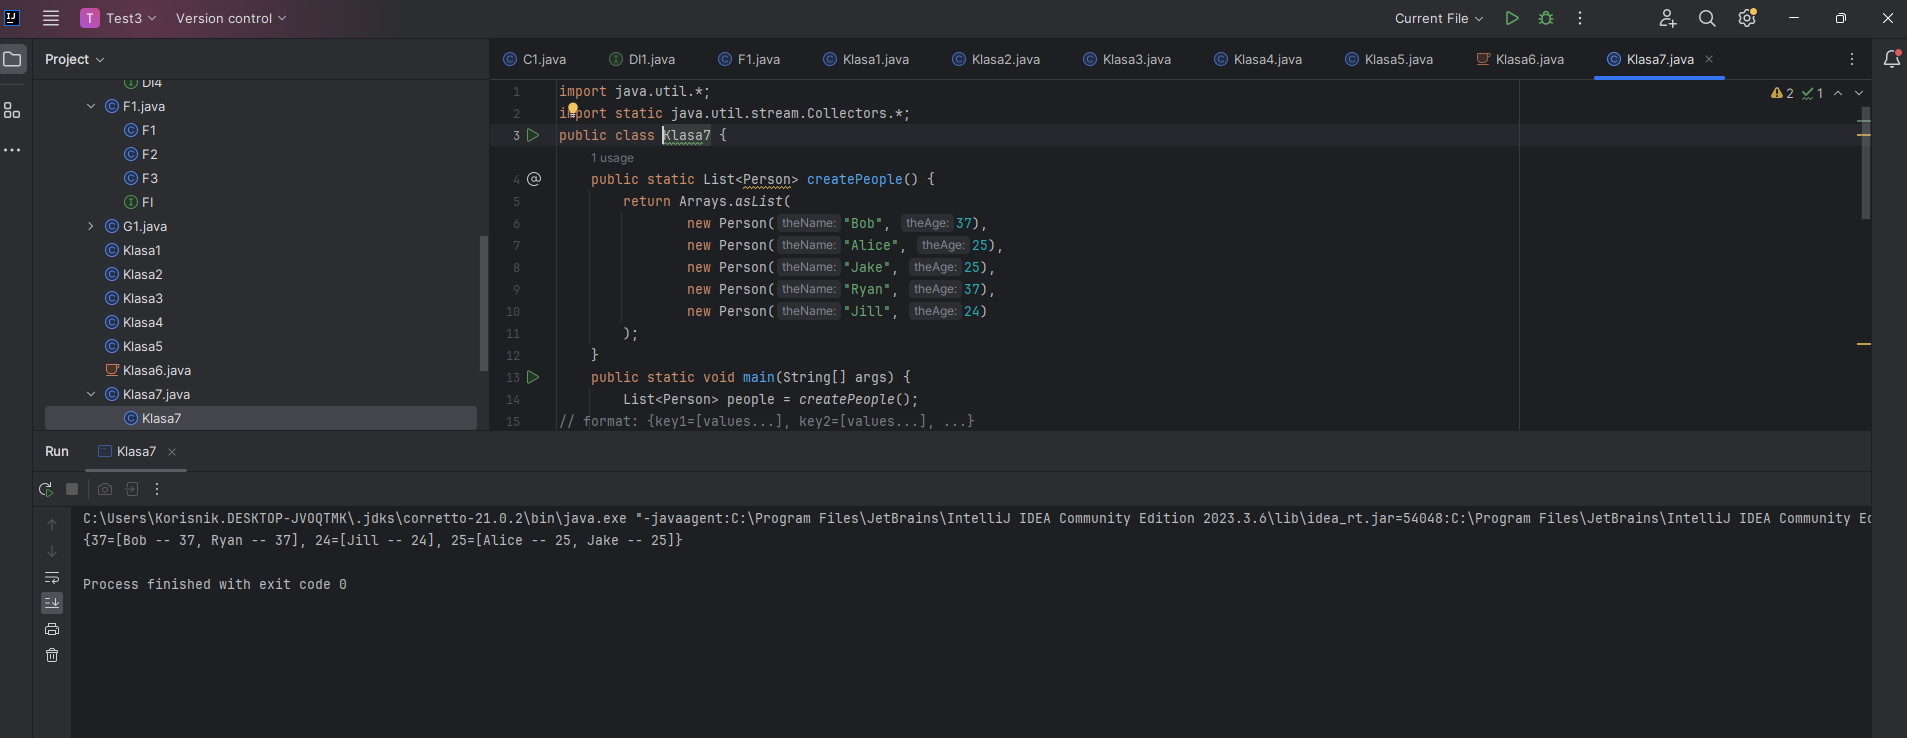 Test3
Version control
Current File
Project
C1.java
DI1.java
F1.java
Klasa1.java
Klasa2.java
Klasa3.java
Klasa4.java
Klasa5.java
Klasa6.java
Klasa7.java
DI4
F1.java
F1
F2
F3
FI
G1.java
Klasa1
Klasa2
Klasa3
Klasa4
Klasa5
Klasa6.java
Klasa7.java
Klasa7
2 1
1 import java.util.*;
2 import static java.util.stream.Collectors.*;
3 public class Klasa7 {
1 usage
4 @ public static List<Person> createPeople() {
5 return Arrays.asList(
6 new Person( theName: "Bob", theAge: 37),
7 new Person( theName: "Alice", theAge: 25),
8 new Person( theName: "Jake", theAge: 25),
9 new Person( theName: "Ryan", theAge: 37),
10 new Person( theName: "Jill", theAge: 24)
11 );
12 }
13 public static void main(String[] args) {
14 List<Person> people = createPeople();
15 // format: {key1=[values...], key2=[values...], ...}
Run
Klasa7
C:\Users\Korisnik.DESKTOP-JVOQTMK\.jdks\corretto-21.0.2\bin\java.exe "-javaagent:C:\Program Files\JetBrains\IntelliJ IDEA Community Edition 2023.3.6\lib\idea_rt.jar=54048:C:\Program Files\JetBrains\IntelliJ IDEA Community Ed
{37=[Bob -- 37, Ryan -- 37], 24=[Jill -- 24], 25=[Alice -- 25, Jake -- 25]}
Process finished with exit code 0